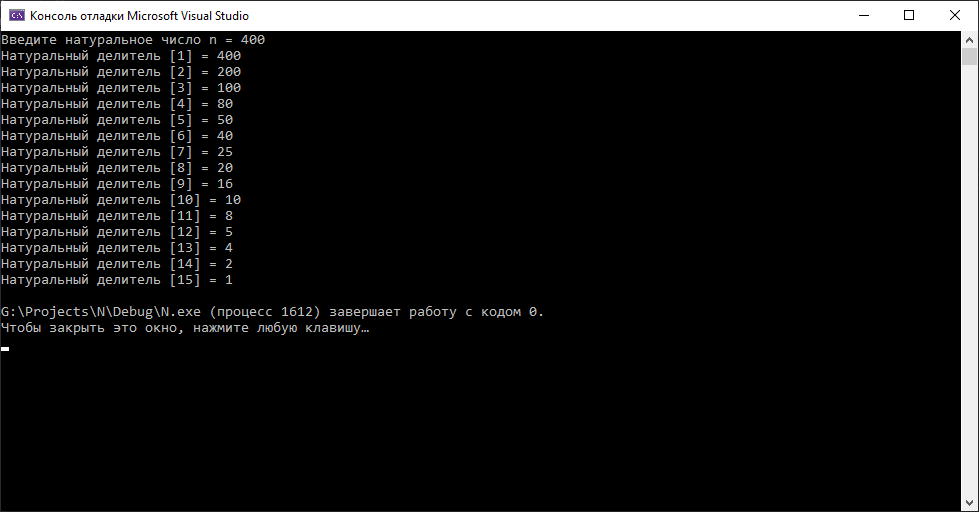 Консоль отладки Microsoft Visual Studio
Введите натуральное число n = 400
Натуральный делитель [1] = 400
Натуральный делитель [2] = 200
Натуральный делитель [3] = 100
Натуральный делитель [4] = 80
Натуральный делитель [5] = 50
Натуральный делитель [6] = 40
Натуральный делитель [7] = 25
Натуральный делитель [8] = 20
Натуральный делитель [9] = 16
Натуральный делитель [10] = 10
Натуральный делитель [11] = 8
Натуральный делитель [12] = 5
Натуральный делитель [13] = 4
Натуральный делитель [14] = 2
Натуральный делитель [15] = 1
G:\Projects\N\Debug\N.exe (процесс 1612) завершает работу с кодом 0.
Чтобы закрыть это окно, нажмите любую клавишу…